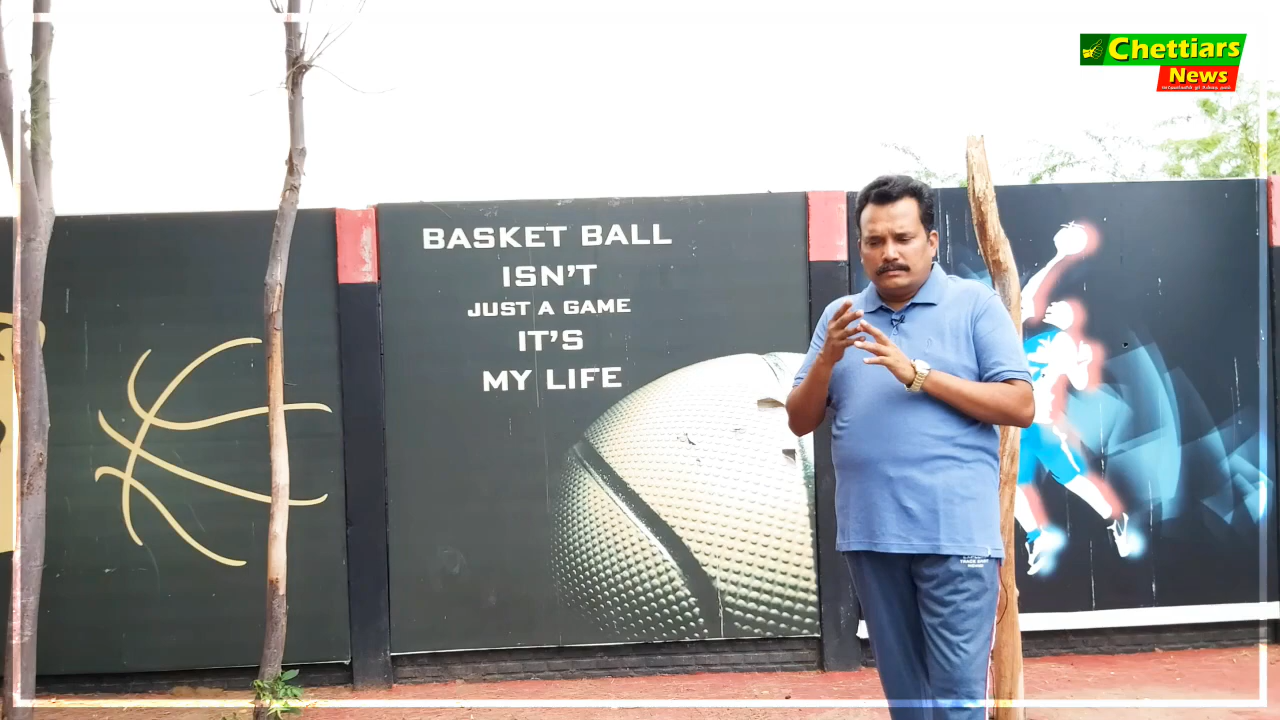 Chettiars
News
BASKET BALL
ISN'T
JUST A GAME
IT'S
MY LIFE